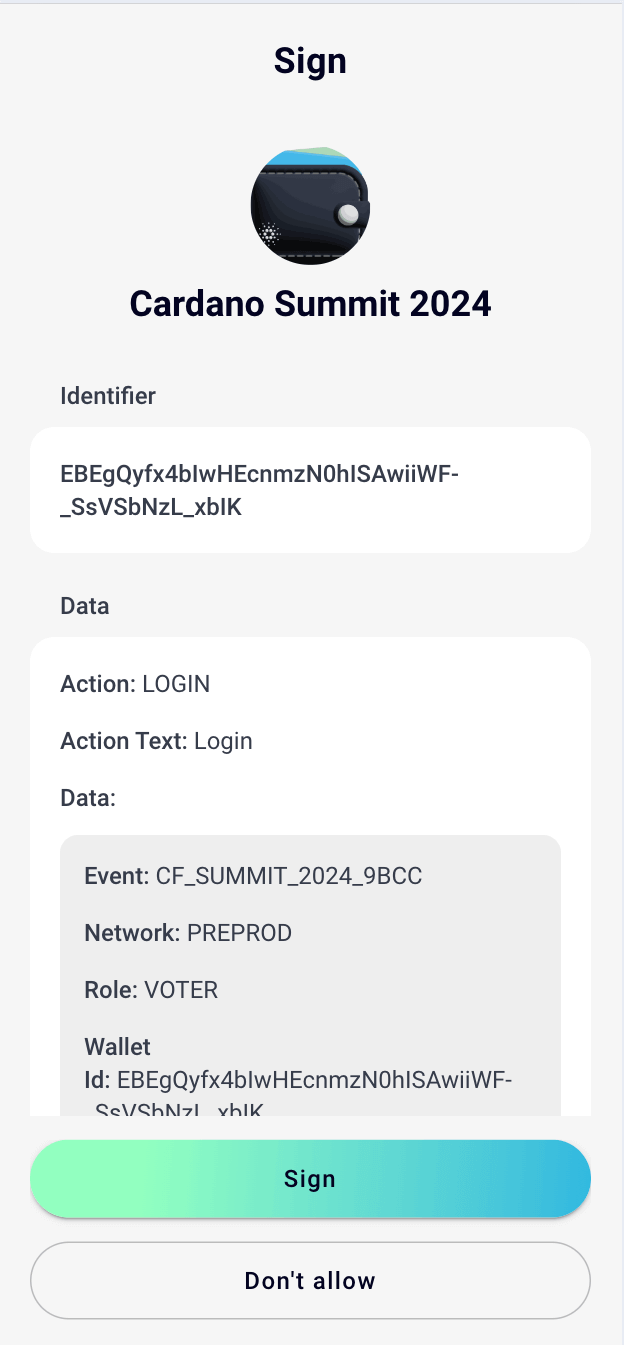 Sign
Cardano Summit 2024
Identifier
EBEgQyfx4bIwHEcnmzN0hISAwiiWF-
_SsVSbNzL_xbIK
Data
Action: LOGIN
Action Text: Login
Data:
Event: CF_SUMMIT_2024_9BCC
Network: PREPROD
Role: VOTER
Wallet
Id: EBEgQyfx4bIwHEcnmzN0hISAwiiWF-
_SsVSbNzL_xbIK
Sign
Don't allow